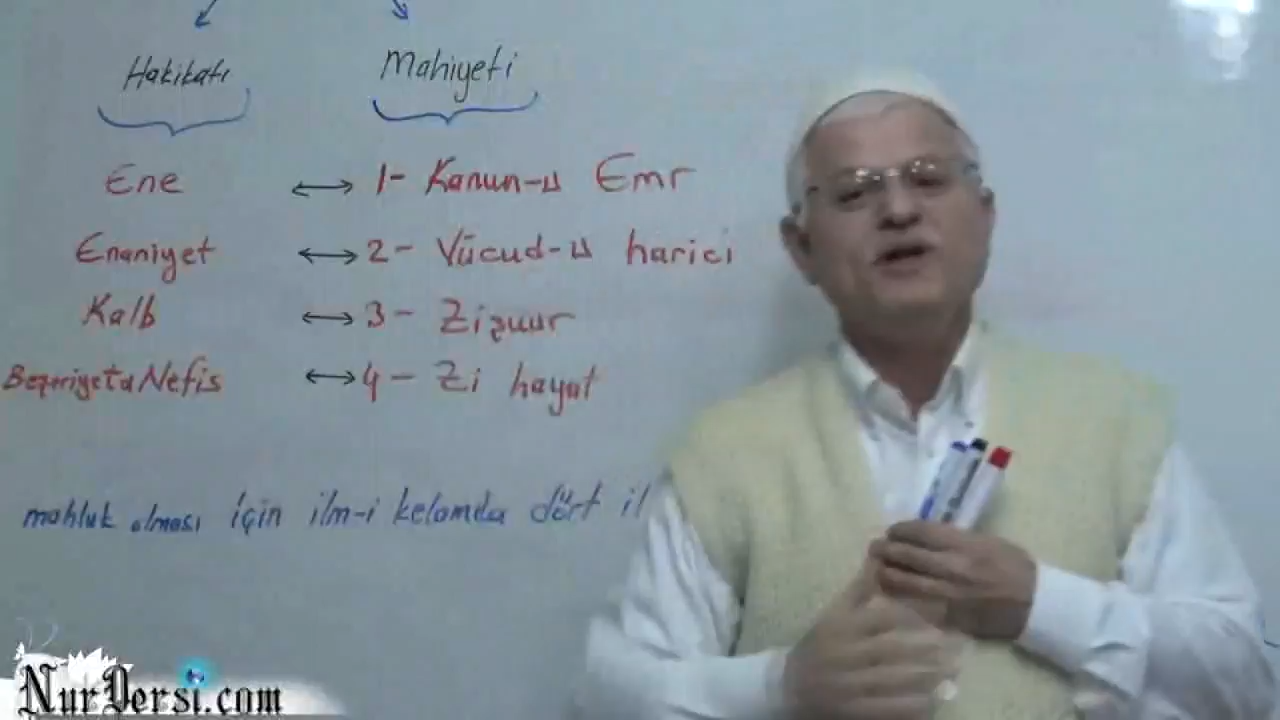 Hakikatı Mahiyeti
Ene ↔ 1- Kanun-u Emr
Enaniyet ↔ 2- Vücud-u harici
Kalb ↔ 3- Zişuur
Beşeriyeta Nefis ↔ 4- Zi hayat
mahluk olması için ilm-i kelamda dört il
NurDersi.com